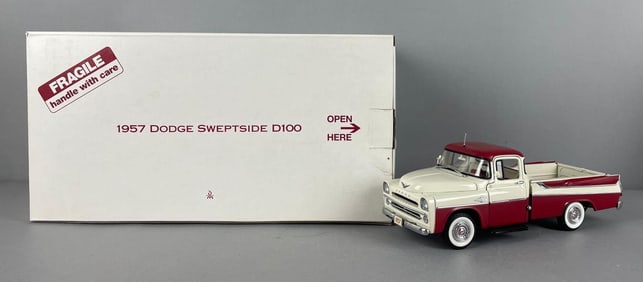 FRAGILE
handle with care
1957 DODGE SWEPTSIDE D100
OPEN
HERE